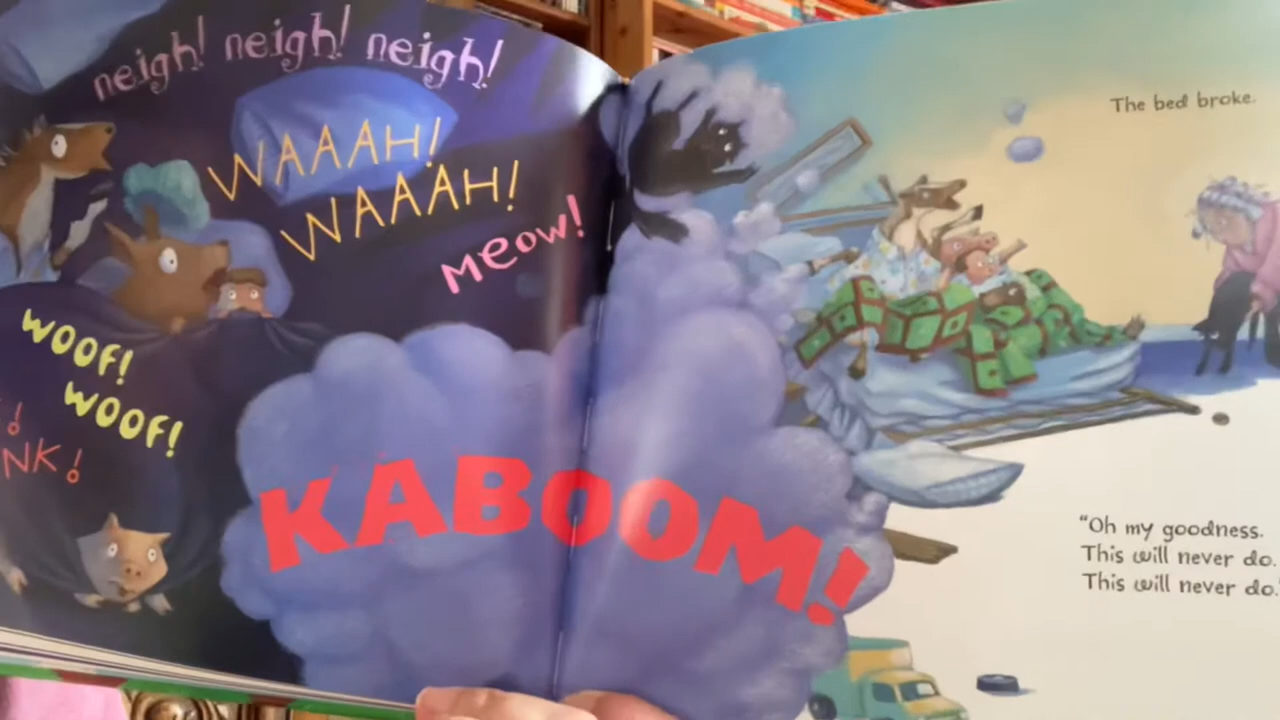 neigh! neigh! neigh!
WAAAH!
WAAAH!
meow!
WOOF!
WOOF!
NK!
KABOOM!
The bed broke.
"Oh my goodness.
This will never do.
This will never do.